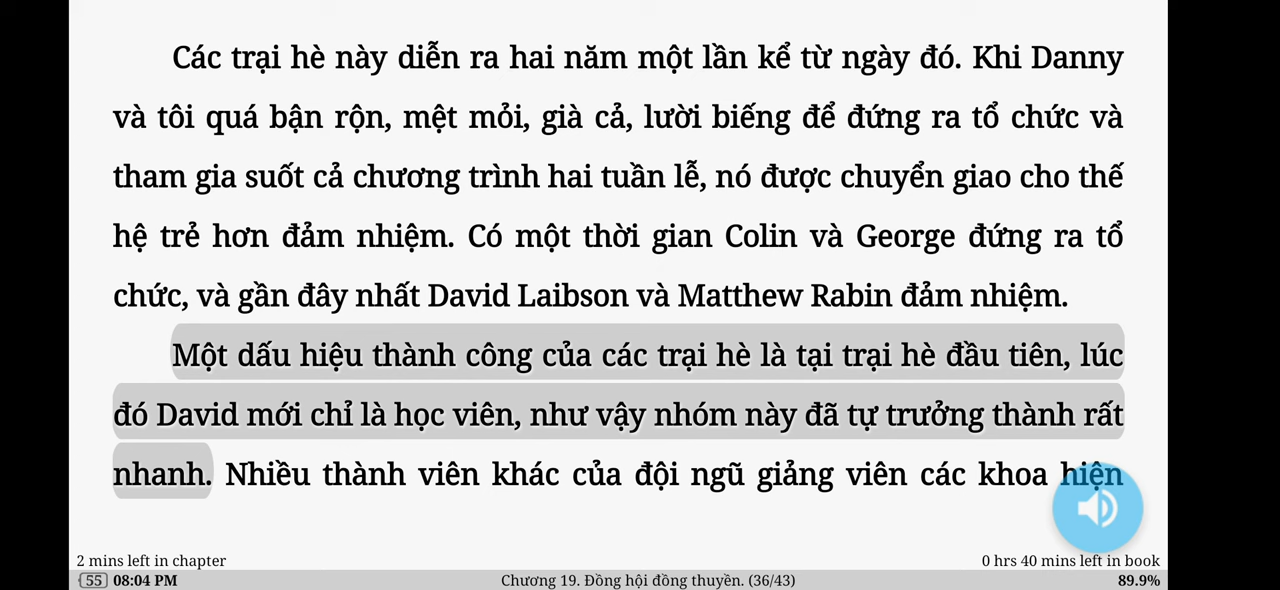 Các trại hè này diễn ra hai năm một lần kể từ ngày đó. Khi Danny
và tôi quá bận rộn, mệt mỏi, già cả, lười biếng để đứng ra tổ chức và
tham gia suốt cả chương trình hai tuần lễ, nó được chuyển giao cho thế
hệ trẻ hơn đảm nhiệm. Có một thời gian Colin và George đứng ra tổ
chức, và gần đây nhất David Laibson và Matthew Rabin đảm nhiệm.
Một dấu hiệu thành công của các trại hè là tại trại hè đầu tiên, lúc
đó David mới chỉ là học viên, như vậy nhóm này đã tự trưởng thành rất
nhanh. Nhiều thành viên khác của đội ngũ giảng viên các khoa hiện
2 mins left in chapter 0 hrs 40 mins left in book
55 08:04 PM Chương 19. Đồng hội đồng thuyền. (36/43) 89.9%